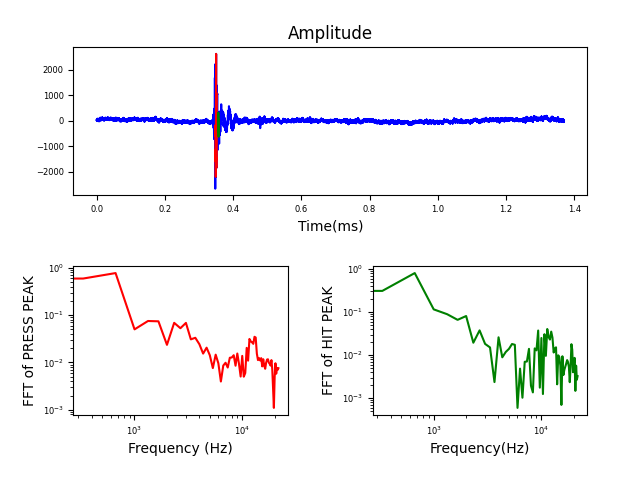 Amplitude
2000
1000
0
−1000
−2000
0.0 0.2 0.4 0.6 0.8 1.0 1.2 1.4
Time(ms)
FFT of PRESS PEAK
10⁰
10⁻¹
10⁻²
10⁻³
10³ 10⁴
Frequency (Hz)
FFT of HIT PEAK
10⁰
10⁻¹
10⁻²
10⁻³
10³ 10⁴
Frequency(Hz)